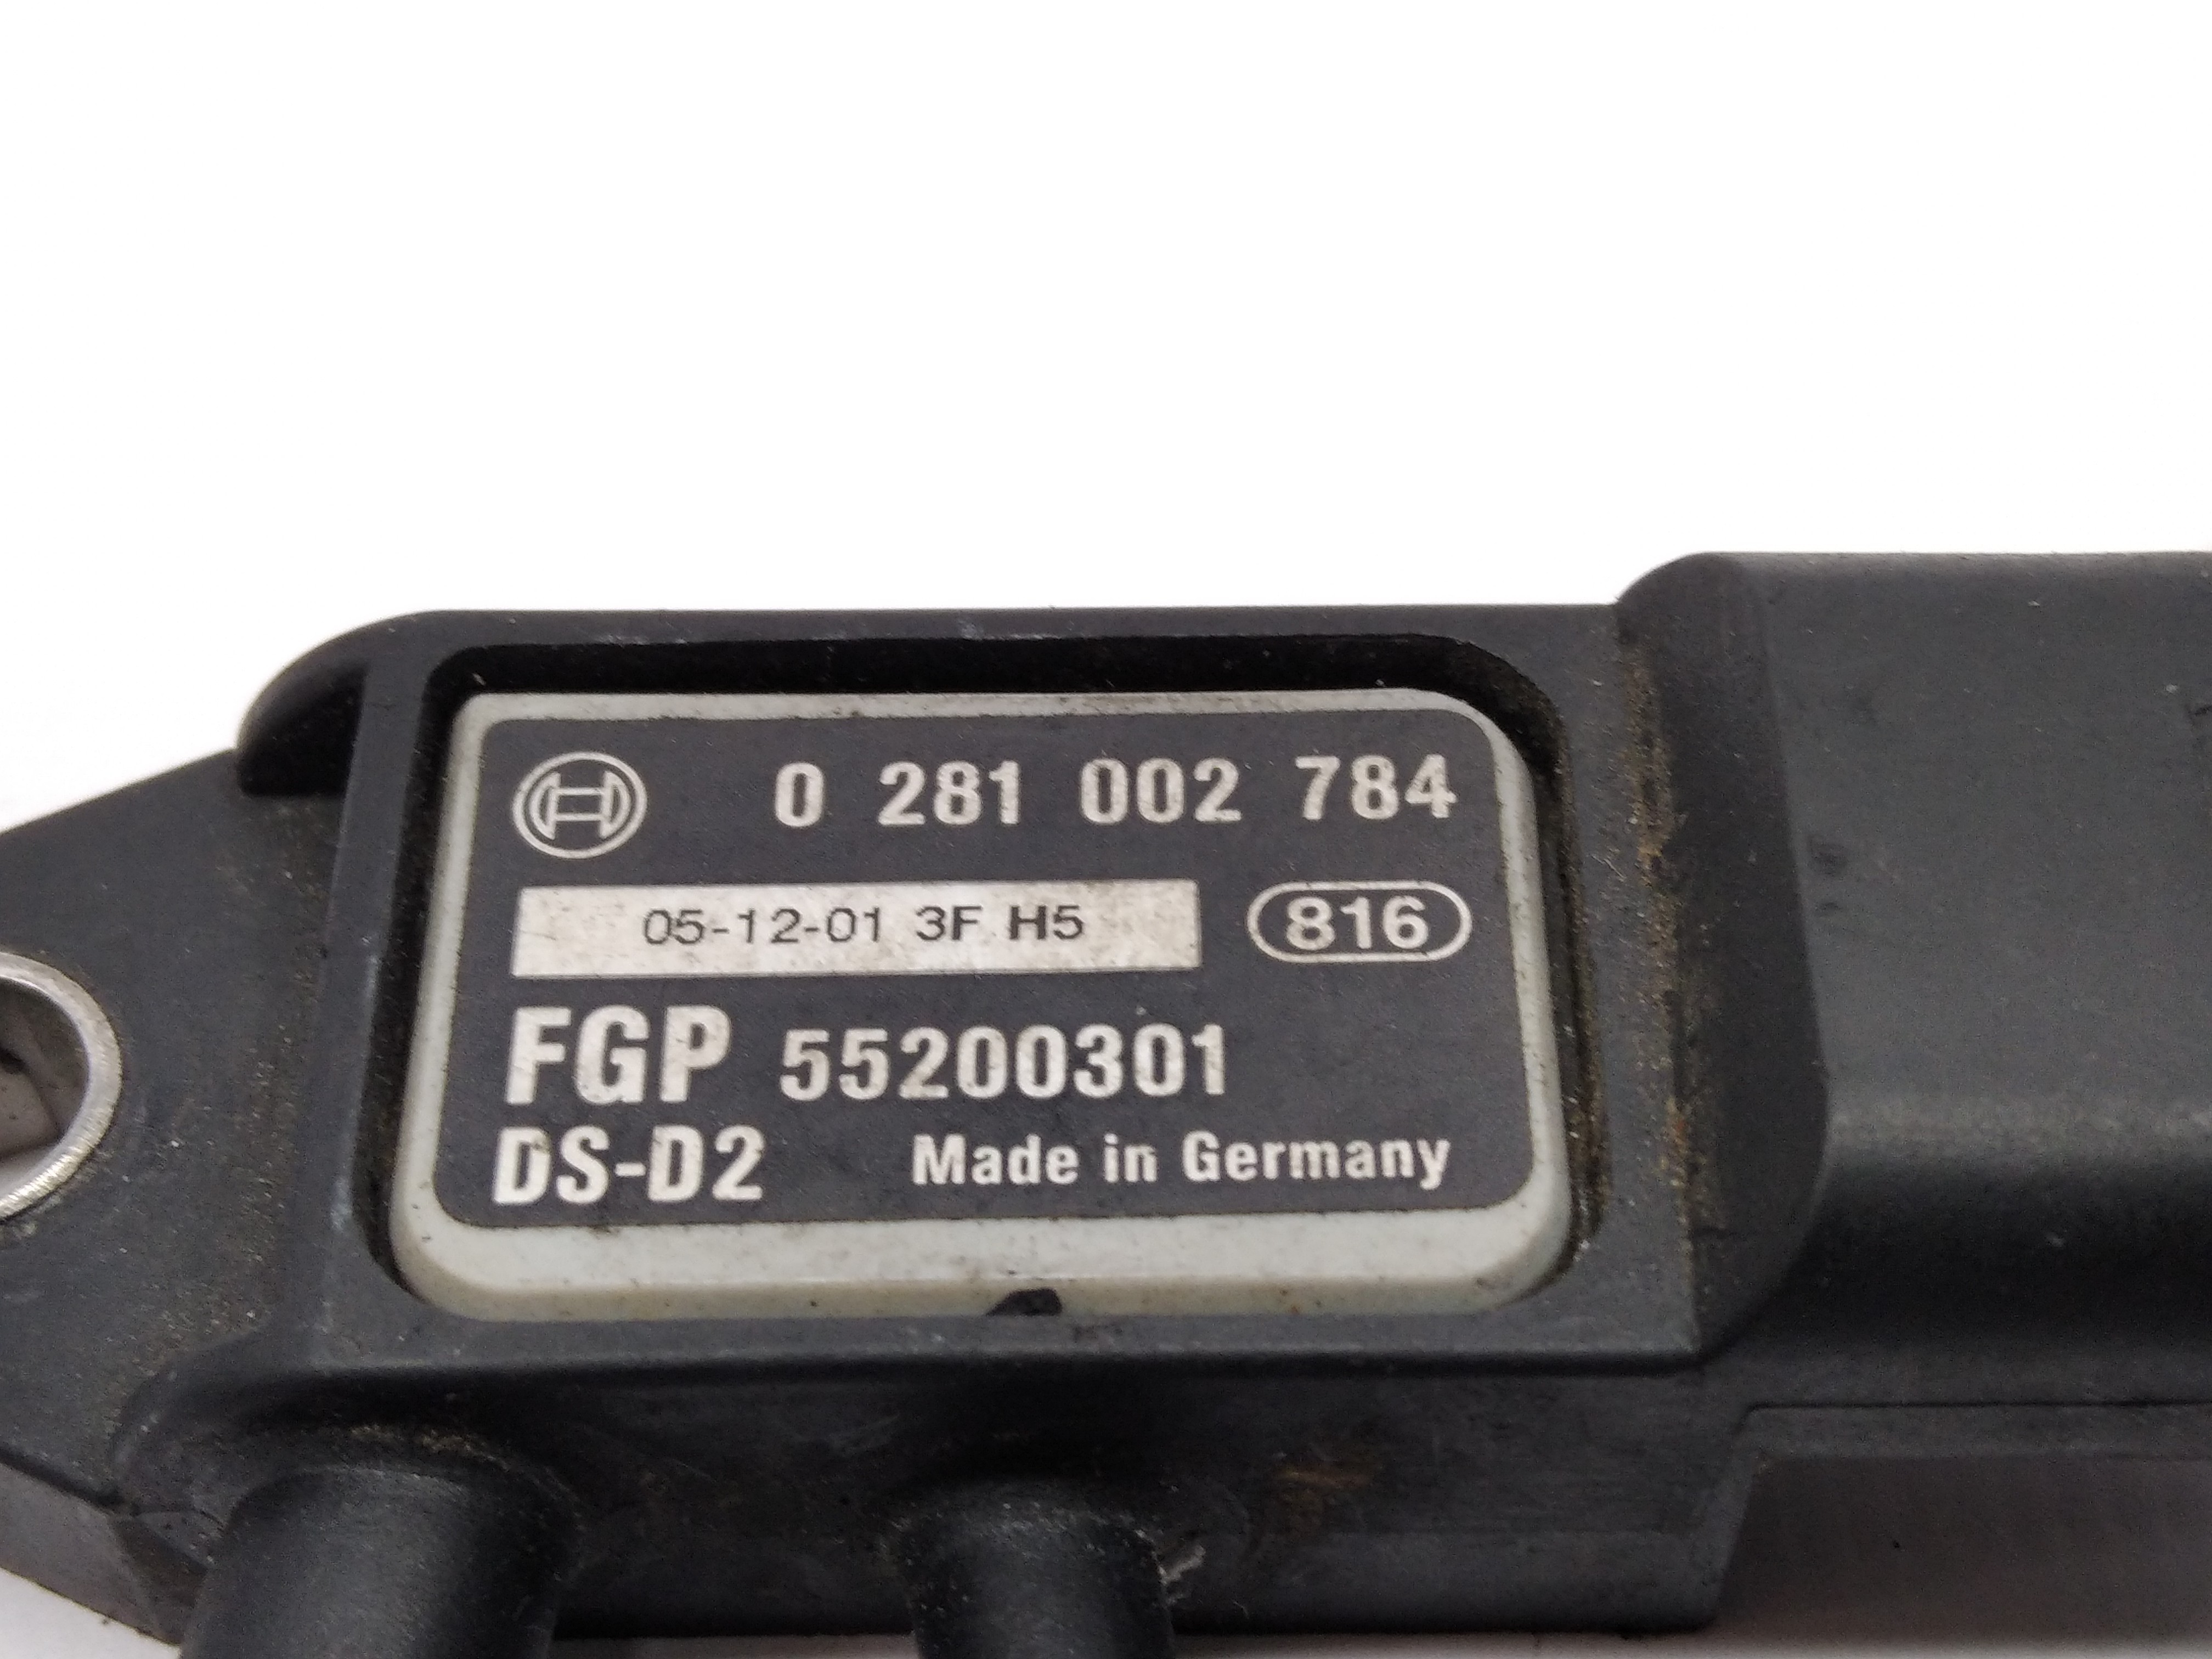 0 281 002 784
05-12-01 3F H5 816
FGP 55200301
DS-D2 Made in Germany